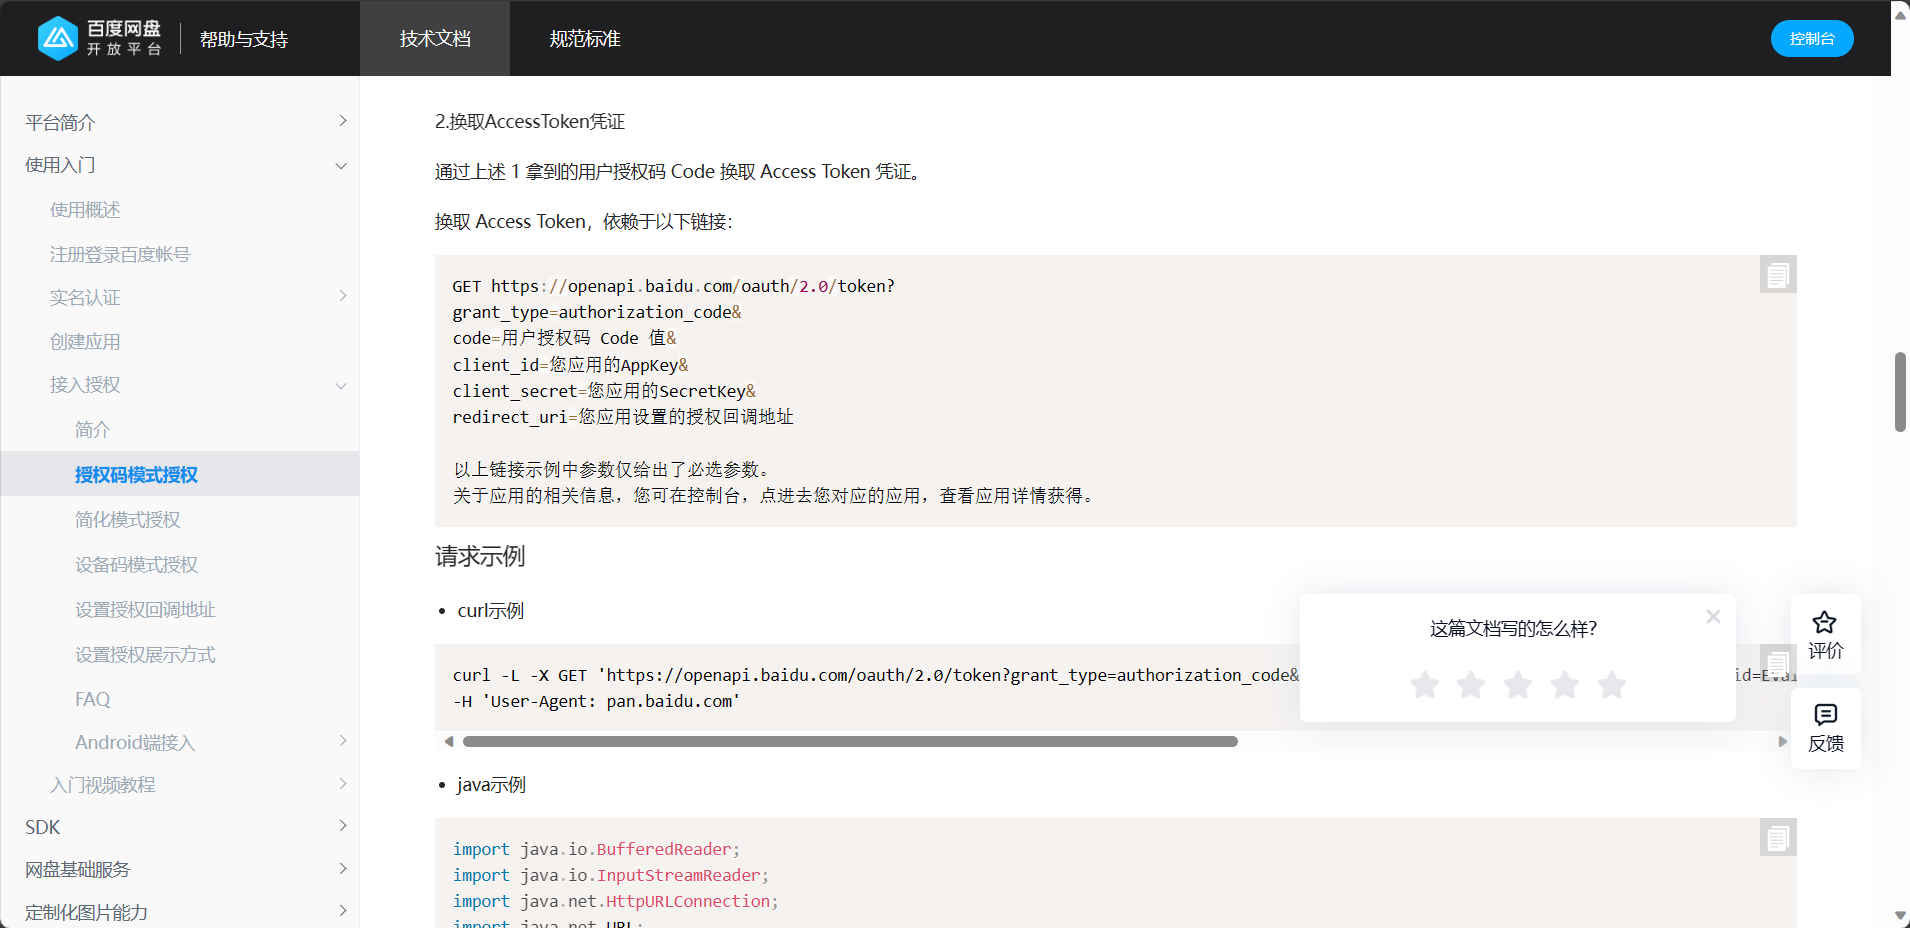 百度网盘
开放平台
帮助与支持
技术文档
规范标准
控制台
平台简介
使用入门
使用概述
注册登录百度帐号
实名认证
创建应用
接入授权
简介
授权码模式授权
简化模式授权
设备码模式授权
设置授权回调地址
设置授权展示方式
FAQ
Android端接入
入门视频教程
SDK
网盘基础服务
定制化图片能力
2.换取AccessToken凭证
通过上述 1 拿到的用户授权码 Code 换取 Access Token 凭证。
换取 Access Token，依赖于以下链接：
GET https://openapi.baidu.com/oauth/2.0/token?
grant_type=authorization_code&
code=用户授权码 Code 值&
client_id=您应用的AppKey&
client_secret=您应用的SecretKey&
redirect_uri=您应用设置的授权回调地址
以上链接示例中参数仅给出了必选参数。
关于应用的相关信息，您可在控制台，点进去您对应的应用，查看应用详情获得。
请求示例
• curl示例
curl -L -X GET 'https://openapi.baidu.com/oauth/2.0/token?grant_type=authorization_code&
-H 'User-Agent: pan.baidu.com'
这篇文档写的怎么样?
评价
反馈
• java示例
import java.io.BufferedReader;
import java.io.InputStreamReader;
import java.net.HttpURLConnection;
import java.net.URL;